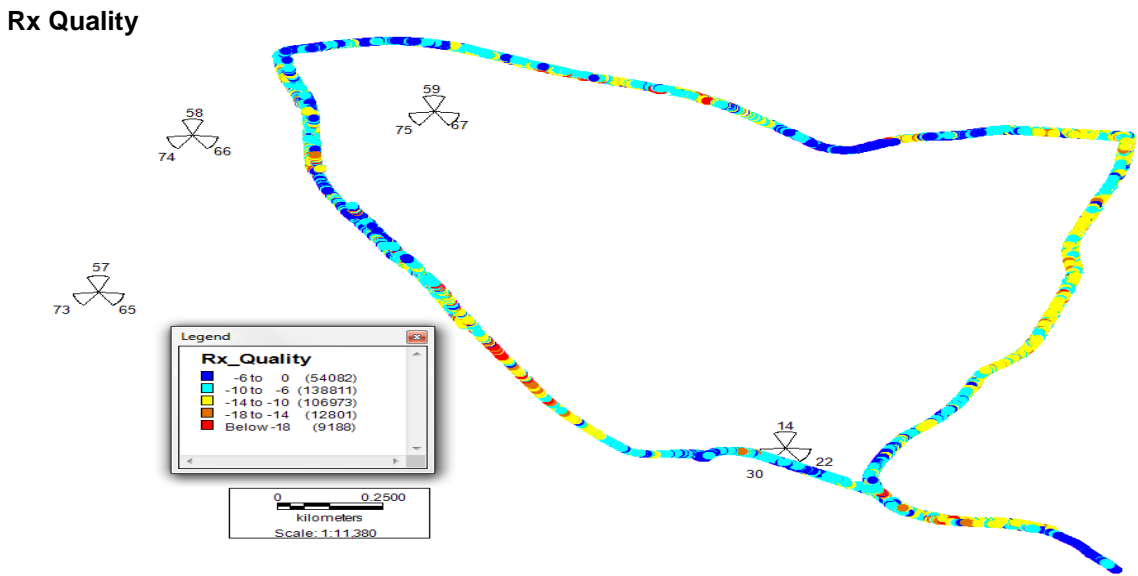 Rx Quality
59
58
75 67
74 66
57
73 65
Legend
Rx_Quality
-6 to 0 (54082)
-10 to -6 (138811)
-14 to -10 (106973)
-18 to -14 (12801)
Below -18 (9188)
14
22
30
0 0.2500
kilometers
Scale: 1:11,380